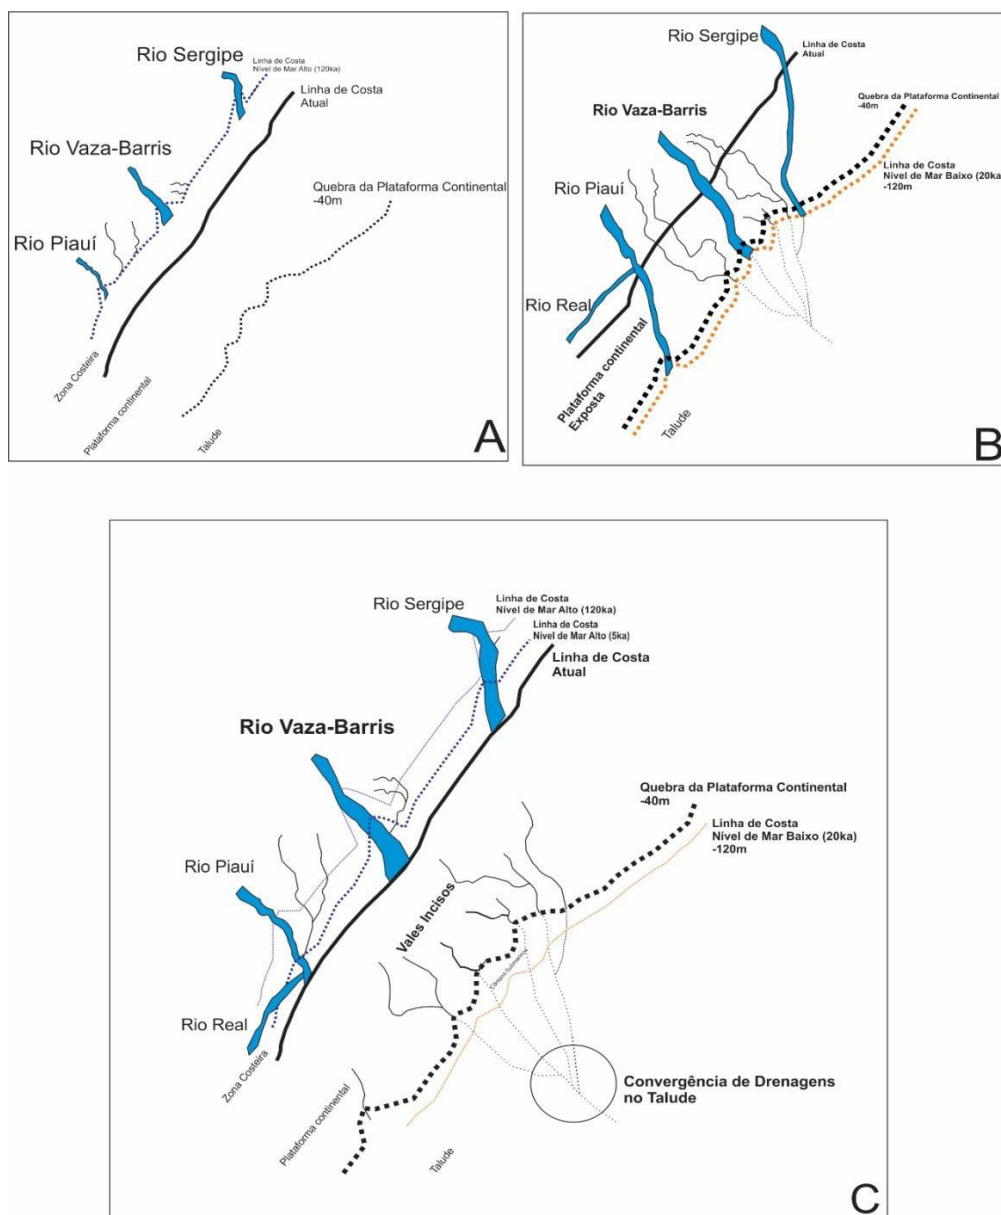 Rio Sergipe
Linha de Costa
Nível de Mar Alto (120ka)
Linha de Costa
Atual
Rio Vaza-Barris
Quebra da Plataforma Continental
-40m
Rio Piauí
Zona Costeira
Plataforma continental
Talude
A
Rio Sergipe
Linha de Costa
Atual
Quebra da Plataforma Continental
-40m
Rio Vaza-Barris
Linha de Costa
Nível de Mar Baixo (20ka)
-120m
Rio Piauí
Rio Real
Plataforma continental
Exposta
Talude
B
Rio Sergipe
Linha de Costa
Nível de Mar Alto (120ka)
Linha de Costa
Nível de Mar Alto (5ka)
Linha de Costa
Atual
Rio Vaza-Barris
Quebra da Plataforma Continental
-40m
Linha de Costa
Nível de Mar Baixo (20ka)
-120m
Rio Piauí
Vales Incisos
Cânions Submarinos
Rio Real
Zona Costeira
Plataforma continental
Talude
Convergência de Drenagens
no Talude
C